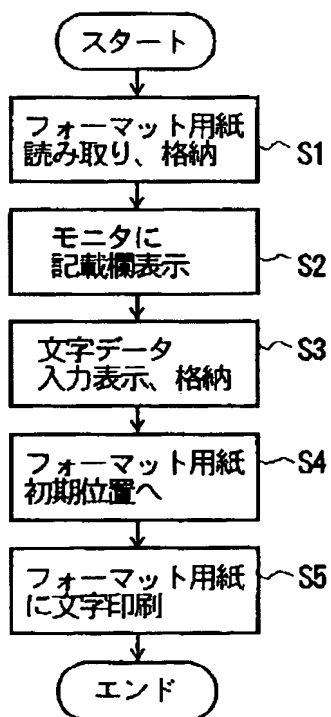 スタート
フォーマット用紙
読み取り、格納
S1
モニタに
記載欄表示
S2
文字データ
入力表示、格納
S3
フォーマット用紙
初期位置へ
S4
フォーマット用紙
に文字印刷
S5
エンド